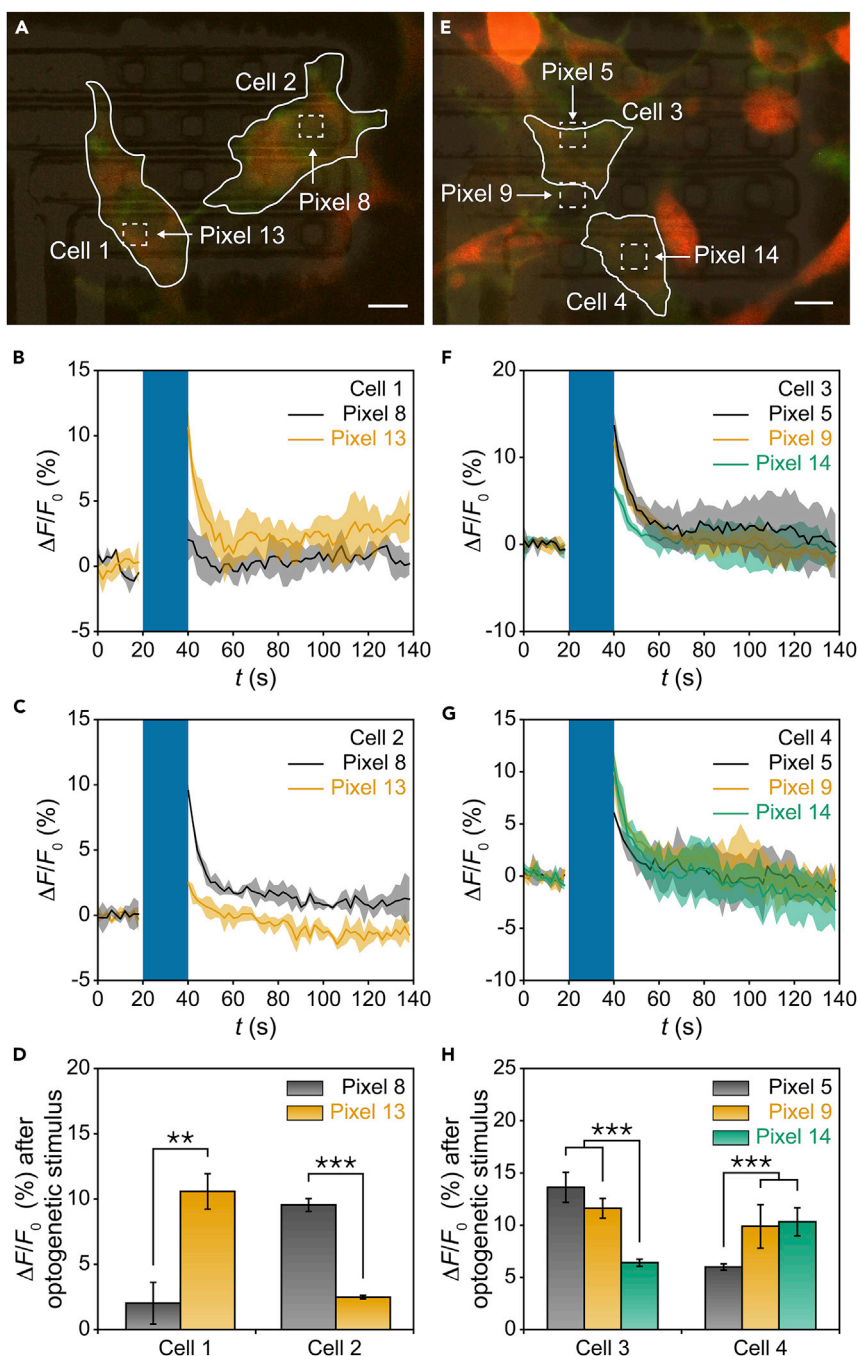 A
Cell 2
Pixel 8
Cell 1
Pixel 13
E
Pixel 5
Cell 3
Pixel 9
Pixel 14
Cell 4
B
15
10
5
0
-5
ΔF/F0 (%)
Cell 1
Pixel 8
Pixel 13
0 20 40 60 80 100 120 140
t (s)
F
20
10
0
-10
ΔF/F0 (%)
Cell 3
Pixel 5
Pixel 9
Pixel 14
0 20 40 60 80 100 120 140
t (s)
C
15
10
5
0
-5
ΔF/F0 (%)
Cell 2
Pixel 8
Pixel 13
0 20 40 60 80 100 120 140
t (s)
G
15
10
5
0
-5
-10
ΔF/F0 (%)
Cell 4
Pixel 5
Pixel 9
Pixel 14
0 20 40 60 80 100 120 140
t (s)
D
20
15
10
5
0
ΔF/F0 (%) after
optogenetic stimulus
Pixel 8
Pixel 13
**
***
Cell 1 Cell 2
H
25
20
15
10
5
0
ΔF/F0 (%) after
optogenetic stimulus
Pixel 5
Pixel 9
Pixel 14
***
***
Cell 3 Cell 4